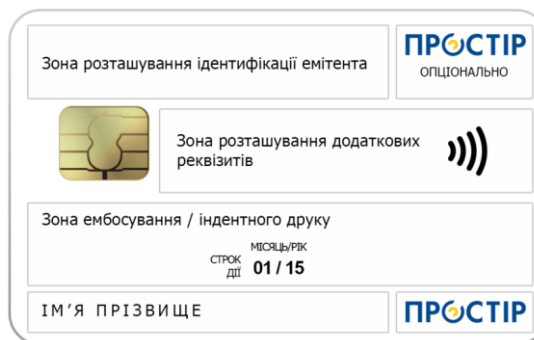 Зона розташування ідентифікації емітента
ПРОСТІР
ОПЦІОНАЛЬНО
Зона розташування додаткових
реквізитів
Зона ембосування / індентного друку
МІСЯЦЬ/РІК
СТРОК
ДІЇ 01 / 15
ІМ’Я ПРІЗВИЩЕ
ПРОСТІР